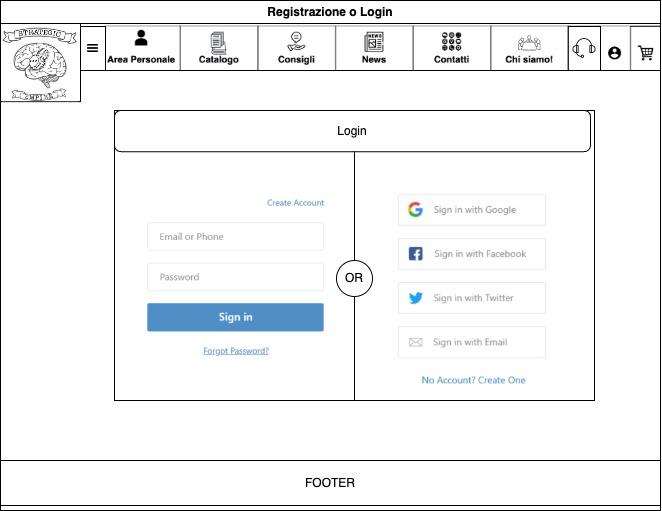 Registrazione o Login
STRATEGIC
EMPIRE
Area Personale
Catalogo
Consigli
NEWS
News
Contatti
Chi siamo!
Login
Create Account
Email or Phone
Password
Sign in
Forgot Password?
OR
Sign in with Google
Sign in with Facebook
Sign in with Twitter
Sign in with Email
No Account? Create One
FOOTER